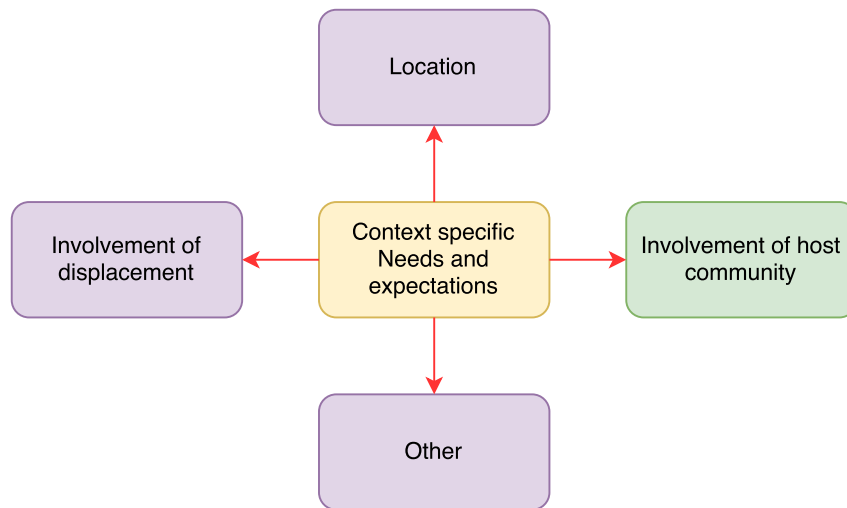 Location
Involvement of
displacement
Context specific
Needs and
expectations
Involvement of host
community
Other